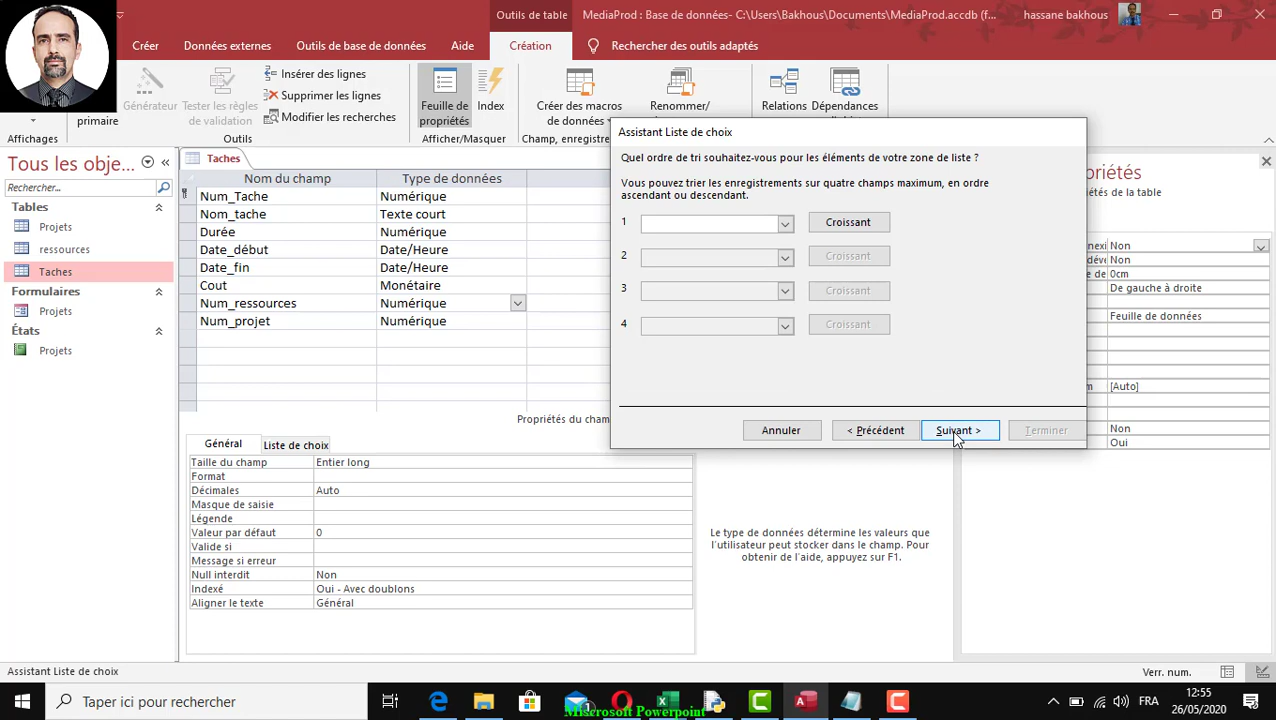 Outils de table
MediaProd : Base de données- C:\Users\Bakhous\Documents\MediaProd.accdb (f...
hassane bakhous
Créer
Données externes
Outils de base de données
Aide
Création
Rechercher des outils adaptés
primaire
Générateur
Tester les règles
de validation
Insérer des lignes
Supprimer les lignes
Modifier les recherches
Feuille de
propriétés
Index
Créer des macros
de données
Renommer/
Relations
Dépendances
Affichages
Outils
Afficher/Masquer
Champ, enregistre
Tous les obje...
Rechercher...
Tables
Projets
ressources
Taches
Formulaires
Projets
États
Projets
Taches
Nom du champ
Type de données
Num_Tache
Numérique
Nom_tache
Texte court
Durée
Numérique
Date_début
Date/Heure
Date_fin
Date/Heure
Cout
Monétaire
Num_ressources
Numérique
Num_projet
Numérique
Propriétés du cham
Général
Liste de choix
Taille du champ
Entier long
Format
Décimales
Auto
Masque de saisie
Légende
Valeur par défaut
0
Valide si
Message si erreur
Null interdit
Non
Indexé
Oui - Avec doublons
Aligner le texte
Général
Le type de données détermine les valeurs que
l'utilisateur peut stocker dans le champ. Pour
obtenir de l'aide, appuyez sur F1.
Assistant Liste de choix
Quel ordre de tri souhaitez-vous pour les éléments de votre zone de liste ?
Vous pouvez trier les enregistrements sur quatre champs maximum, en ordre
ascendant ou descendant.
1
Croissant
2
Croissant
3
Croissant
4
Croissant
Annuler
< Précédent
Suivant >
Terminer
priétés
étés de la table
nexi
Non
déve
Non
e de
0cm
De gauche à droite
Feuille de données
m
[Auto]
Non
Oui
Assistant Liste de choix
Verr. num.
Taper ici pour rechercher
1
Miscrosoft Powerpoint
FRA
12:55
26/05/2020